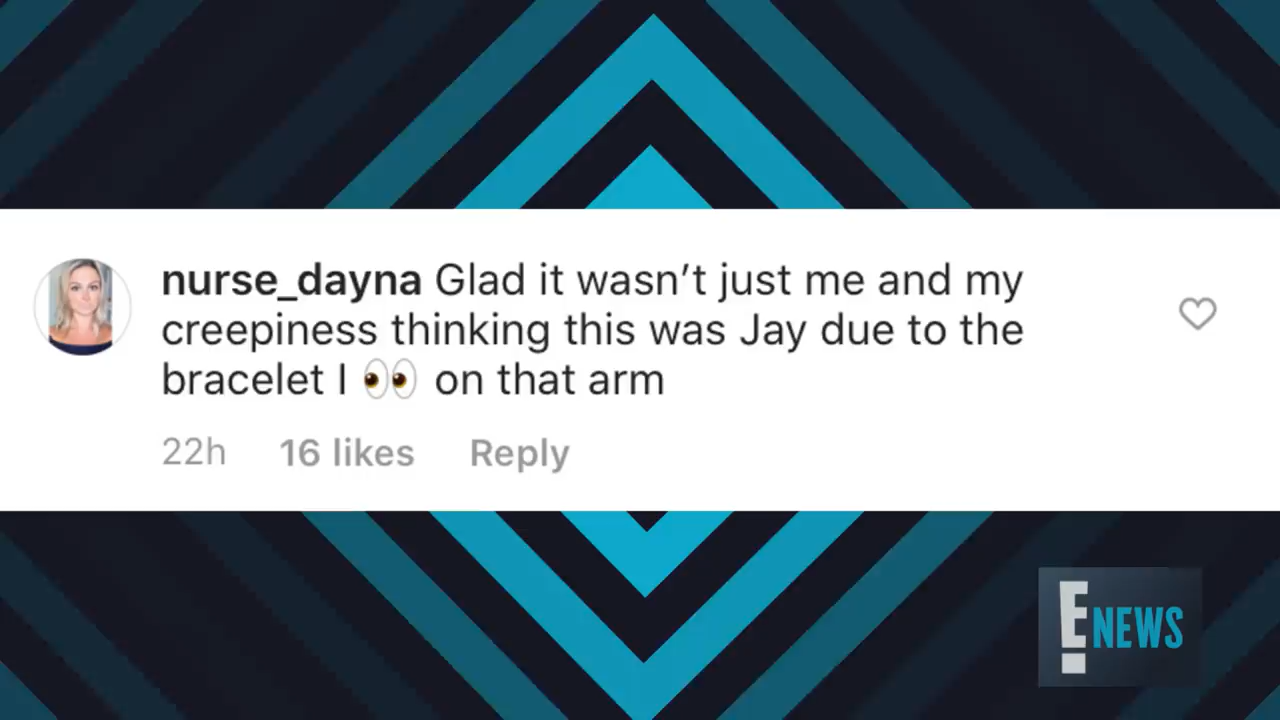 nurse_dayna Glad it wasn’t just me and my
creepiness thinking this was Jay due to the
bracelet I 👀 on that arm
22h 16 likes Reply
E! NEWS